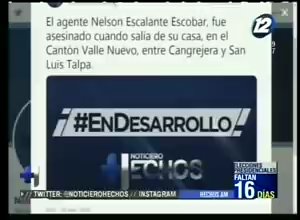 El agente Nelson Escalante Escobar, fue
asesinado cuando salía de su casa, en el
Cantón Valle Nuevo, entre Cangrejera y San
Luis Talpa.
12
#ENDESARROLLO
NOTICIERO
HECHOS
ELECCIONES
PRESIDENCIALES
FALTAN
16 DÍAS
// TWITTER: @NOTICIEROHECHOS // INSTAGRAM
HECHOS AM